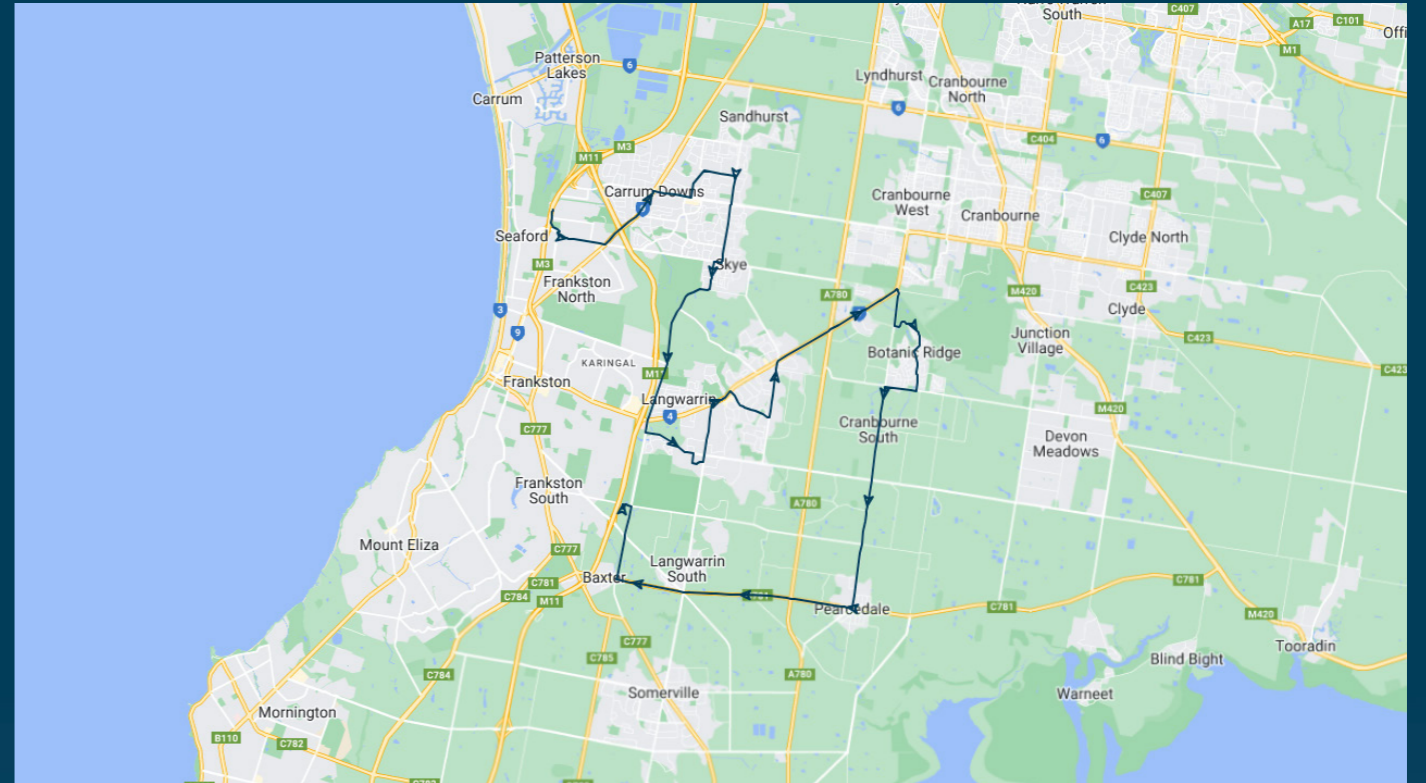 South
C407
A17
C101
M1
Patterson
Lakes
6
Carrum
Lyndhurst
Cranbourne
North
6
Sandhurst
C404
6
M3
M11
Carrum Downs
Cranbourne
West
C407
Cranbourne
Seaford
Clyde North
M3
Skye
Frankston
North
A780
M420
C423
3
Clyde
9
Junction
Village
C423
KARINGAL
Botanic Ridge
Frankston
C423
Langwarrin
4
M420
C777
Cranbourne
South
Devon
Meadows
Frankston
South
A780
Mount Eliza
C777
Langwarrin
South
Baxter
C781
C781
C784
M11
Pearcedale
C781
M420
C777
Tooradin
C785
Blind Bight
C784
A780
Somerville
Warneet
Mornington
B110
C782